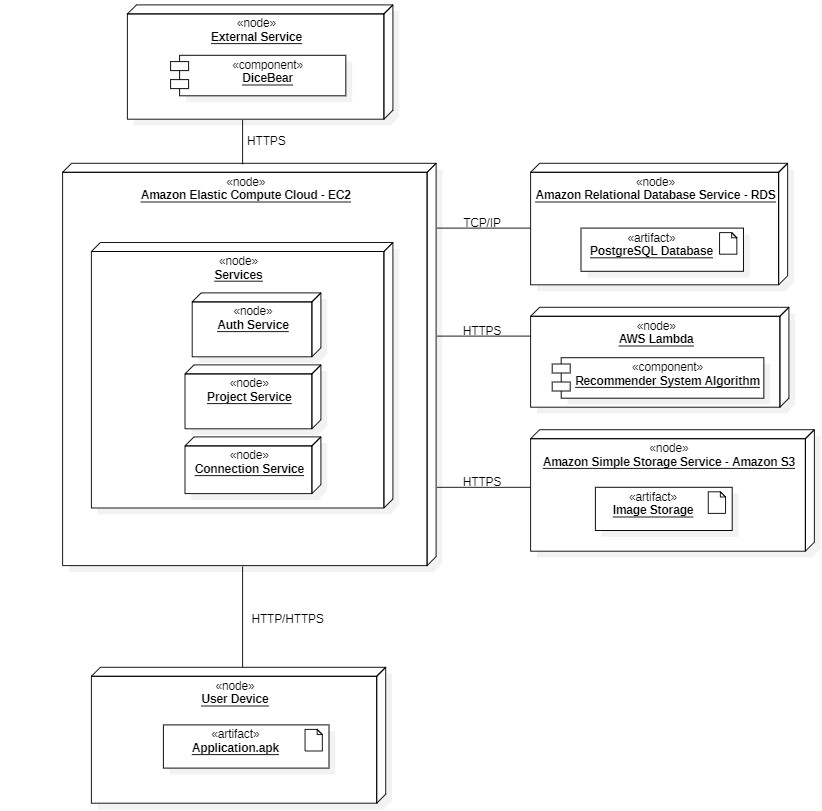 «node»
External Service
«component»
DiceBear
HTTPS
«node»
Amazon Elastic Compute Cloud - EC2
«node»
Services
«node»
Auth Service
«node»
Project Service
«node»
Connection Service
TCP/IP
«node»
Amazon Relational Database Service - RDS
«artifact»
PostgreSQL Database
HTTPS
«node»
AWS Lambda
«component»
Recommender System Algorithm
HTTPS
«node»
Amazon Simple Storage Service - Amazon S3
«artifact»
Image Storage
HTTP/HTTPS
«node»
User Device
«artifact»
Application.apk